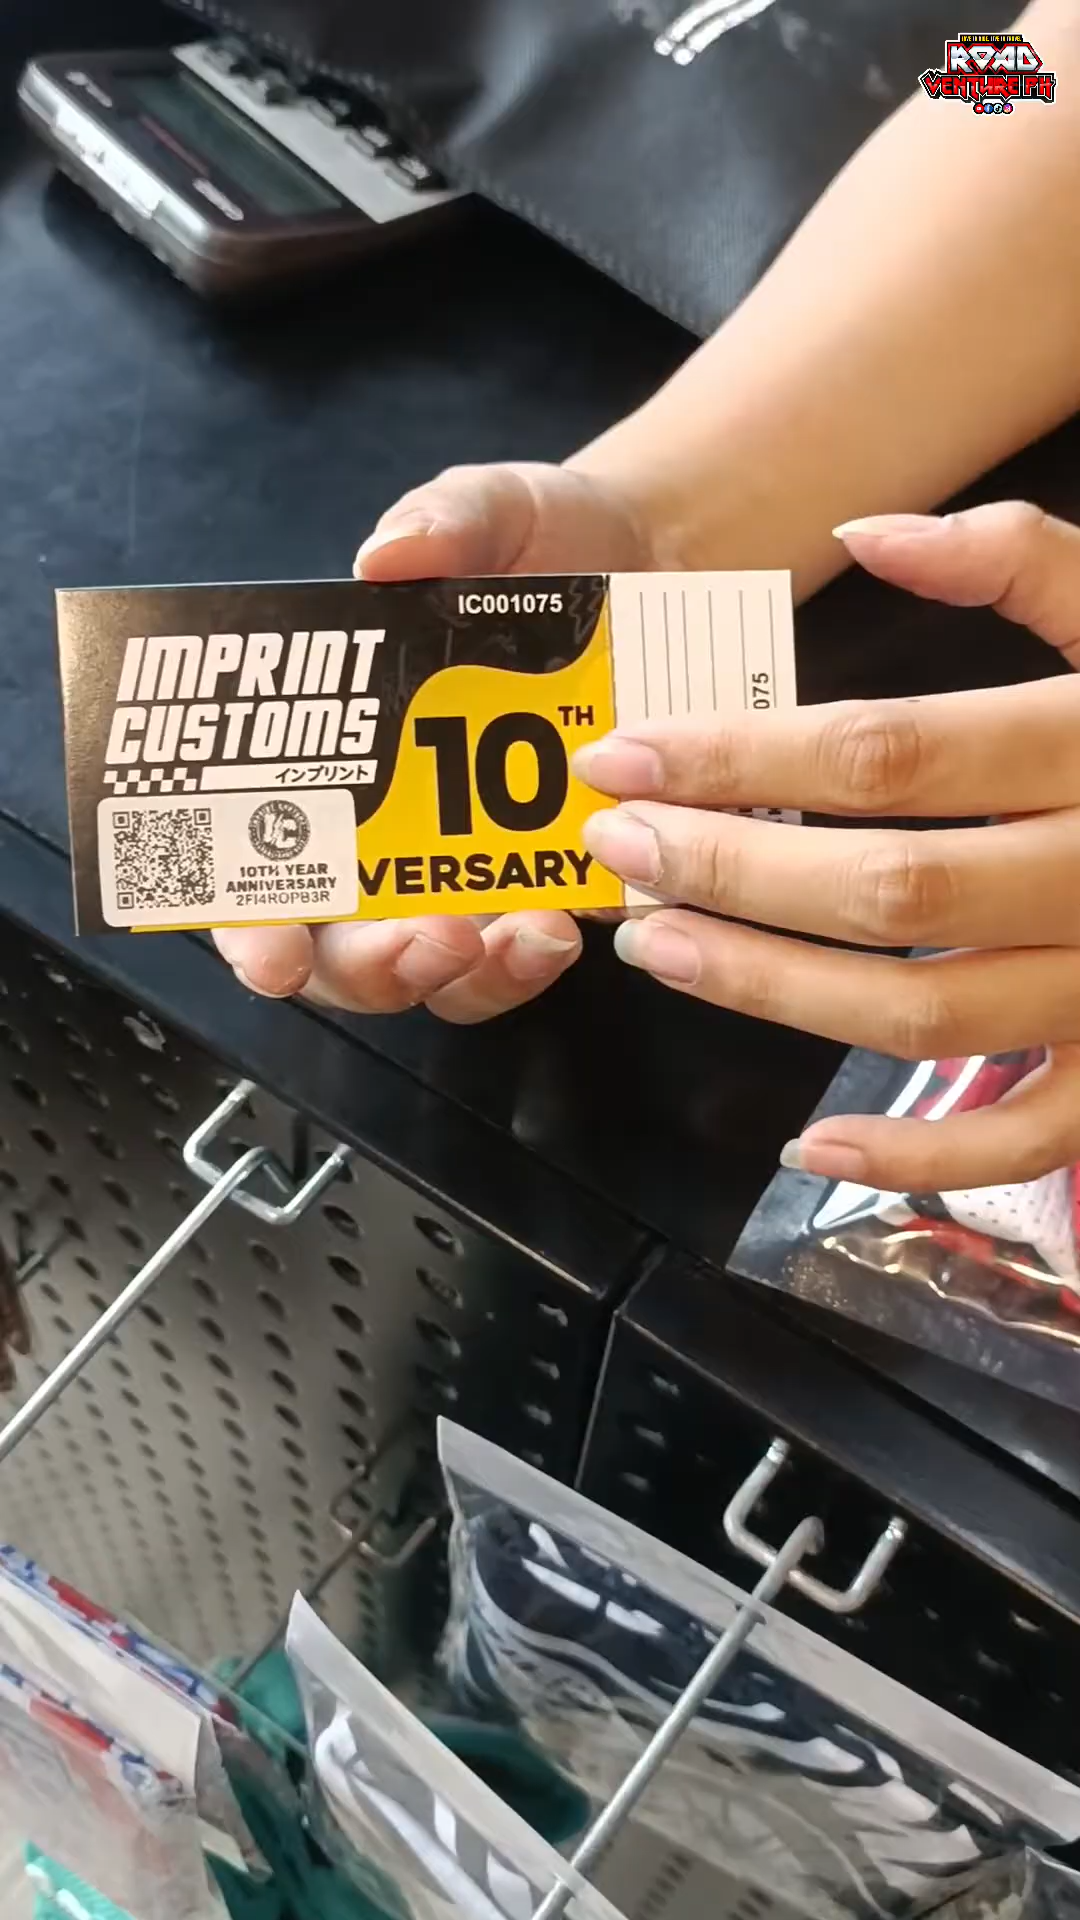 ROAD
VENTURE PH
IC001075
IMPRINT
CUSTOMS
インプリント
10TH
VERSARY
10TH YEAR
ANNIVERSARY
2FI4ROPB3R
075